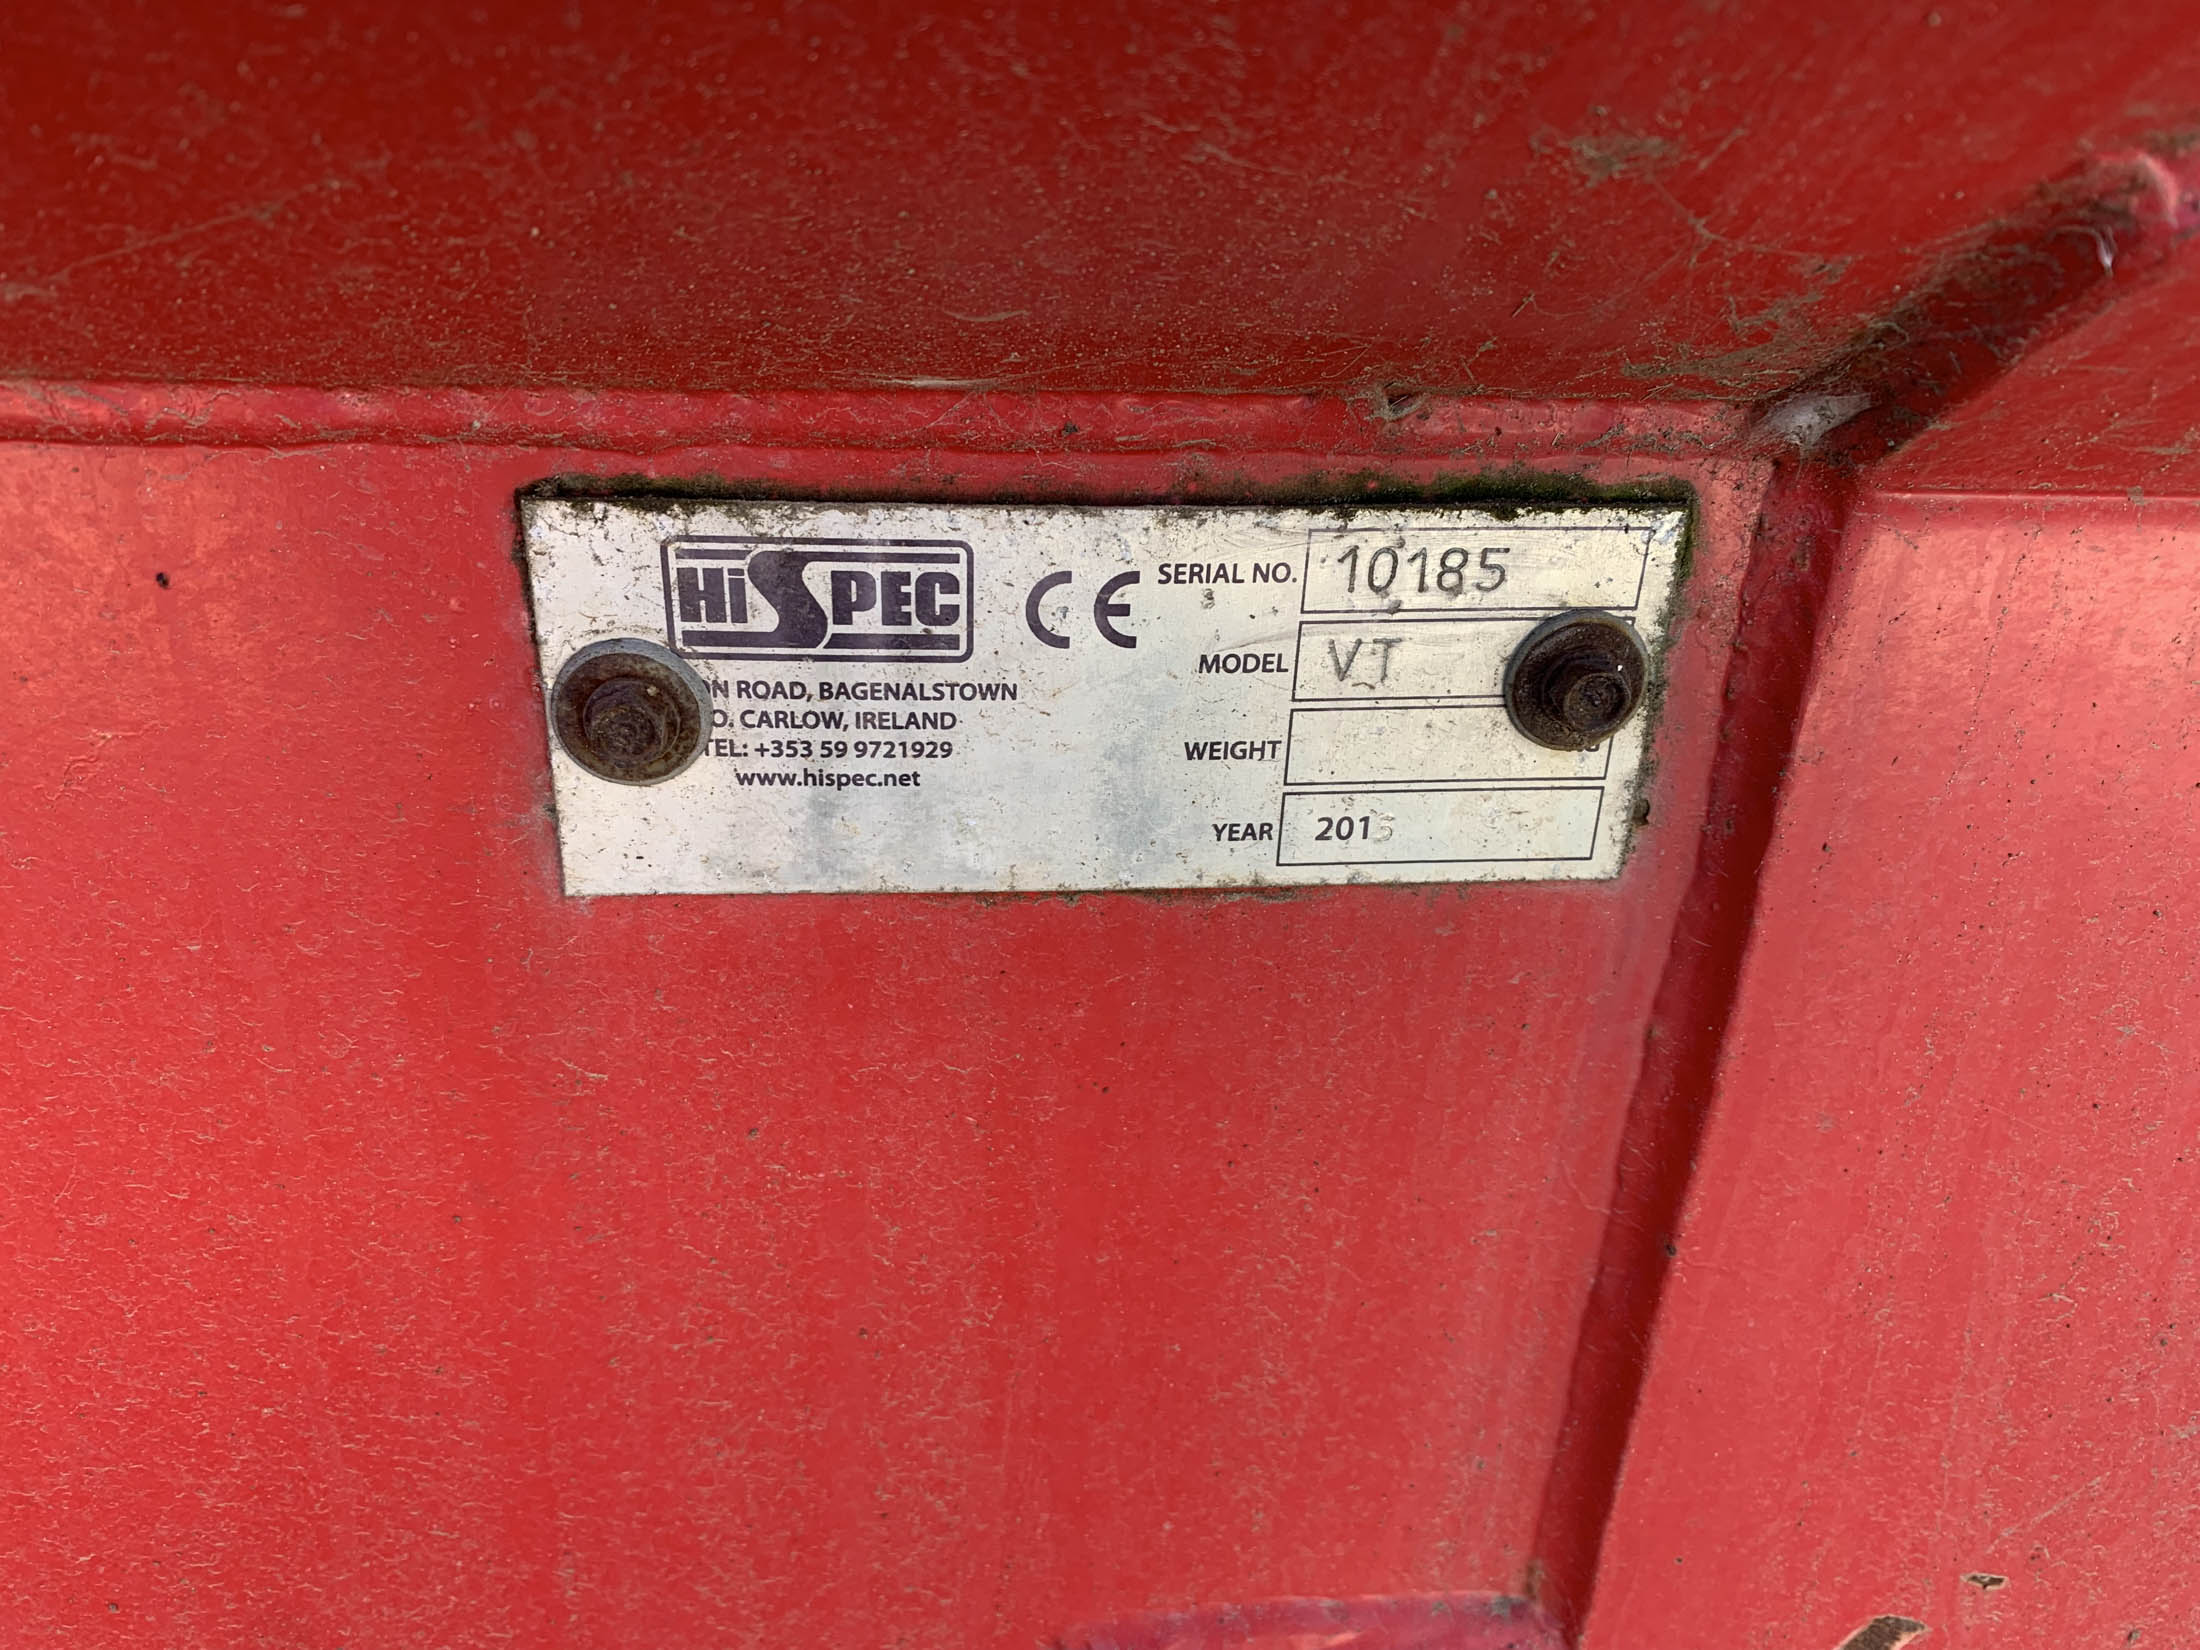 HiSPEC
CE
ROAD, BAGENALSTOWN
CARLOW, IRELAND
TEL: +353 59 9721929
www.hispec.net
SERIAL NO. 10185
MODEL VT
WEIGHT
YEAR 2015